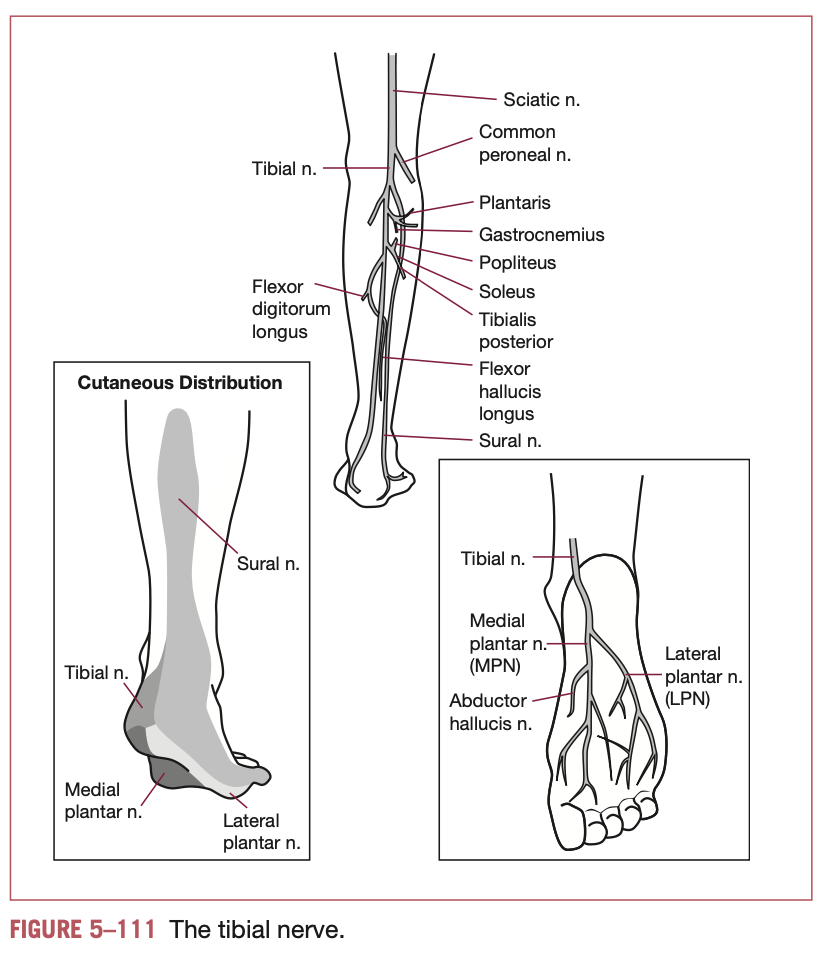 Sciatic n.
Common
peroneal n.
Tibial n.
Plantaris
Gastrocnemius
Popliteus
Soleus
Tibialis
posterior
Flexor
digitorum
longus
Flexor
hallucis
longus
Sural n.
Cutaneous Distribution
Sural n.
Tibial n.
Medial
plantar n.
Lateral
plantar n.
Tibial n.
Medial
plantar n.
(MPN)
Lateral
plantar n.
(LPN)
Abductor
hallucis n.
FIGURE 5–111 The tibial nerve.